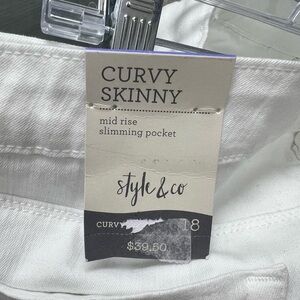 CURVY
SKINNY
mid rise
slimming pocket
style & co
CURVY 18
$39.50